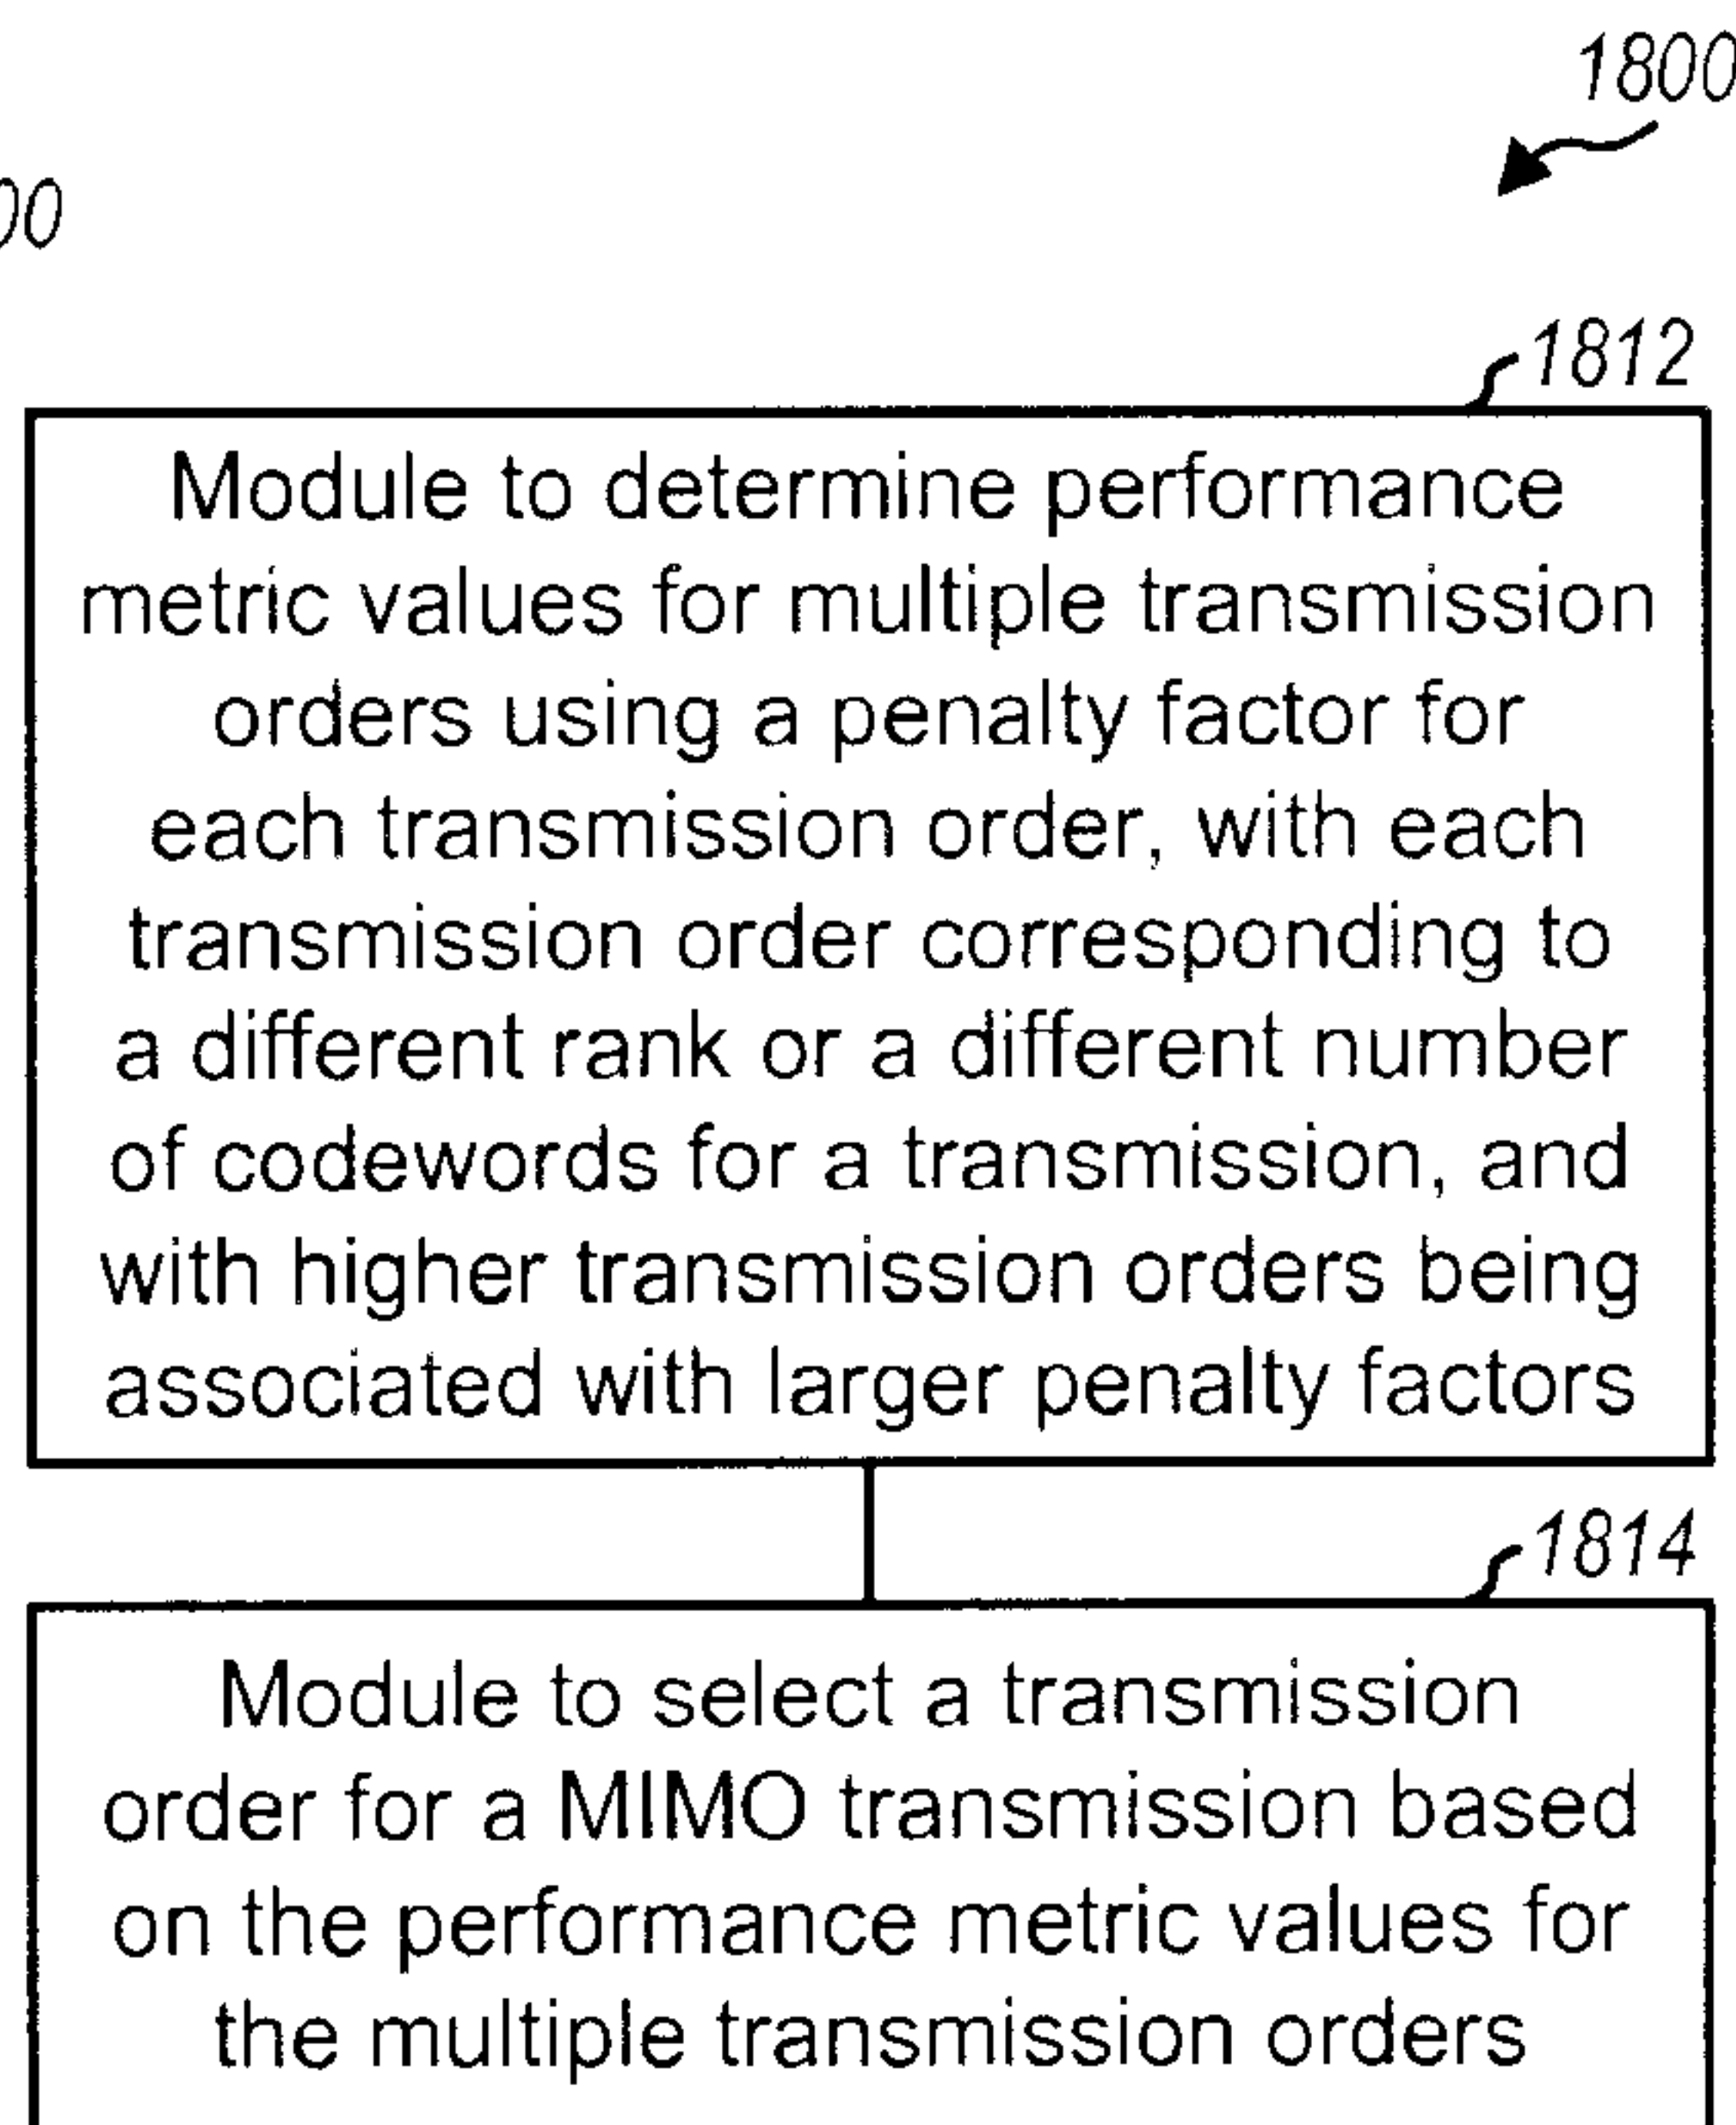 1800
00
1812
Module to determine performance
metric values for multiple transmission
orders using a penalty factor for
each transmission order, with each
transmission order corresponding to
a different rank or a different number
of codewords for a transmission, and
with higher transmission orders being
associated with larger penalty factors
1814
Module to select a transmission
order for a MIMO transmission based
on the performance metric values for
the multiple transmission orders